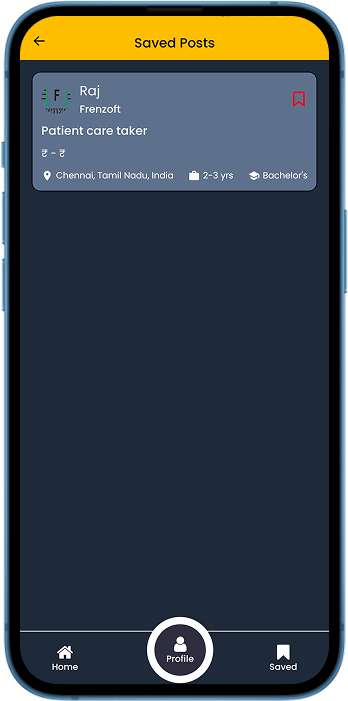 Saved Posts
F
Raj
Frenzoft
Patient care taker
₹ - ₹
Chennai, Tamil Nadu, India 2-3 yrs Bachelor's
Home Profile Saved